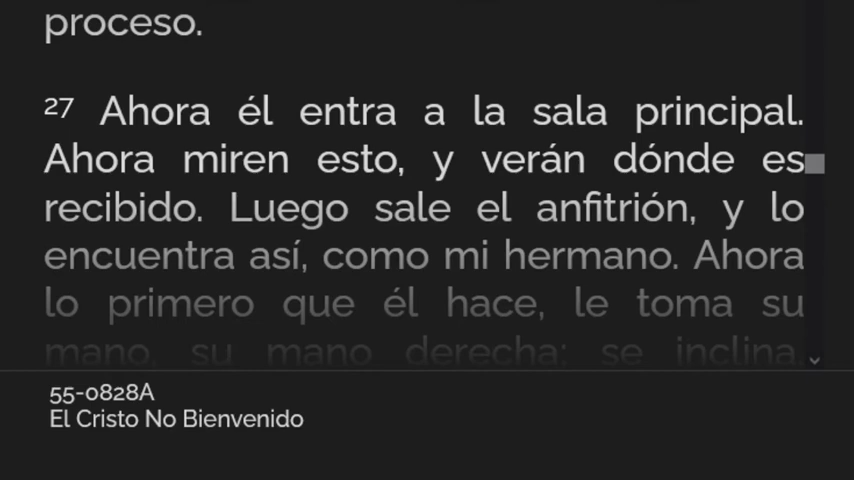 proceso.
27 Ahora él entra a la sala principal.
Ahora miren esto, y verán dónde es
recibido. Luego sale el anfitrión, y lo
encuentra así, como mi hermano. Ahora
lo primero que él hace, le toma su
mano, su mano derecha; se inclina.
55-0828A
El Cristo No Bienvenido